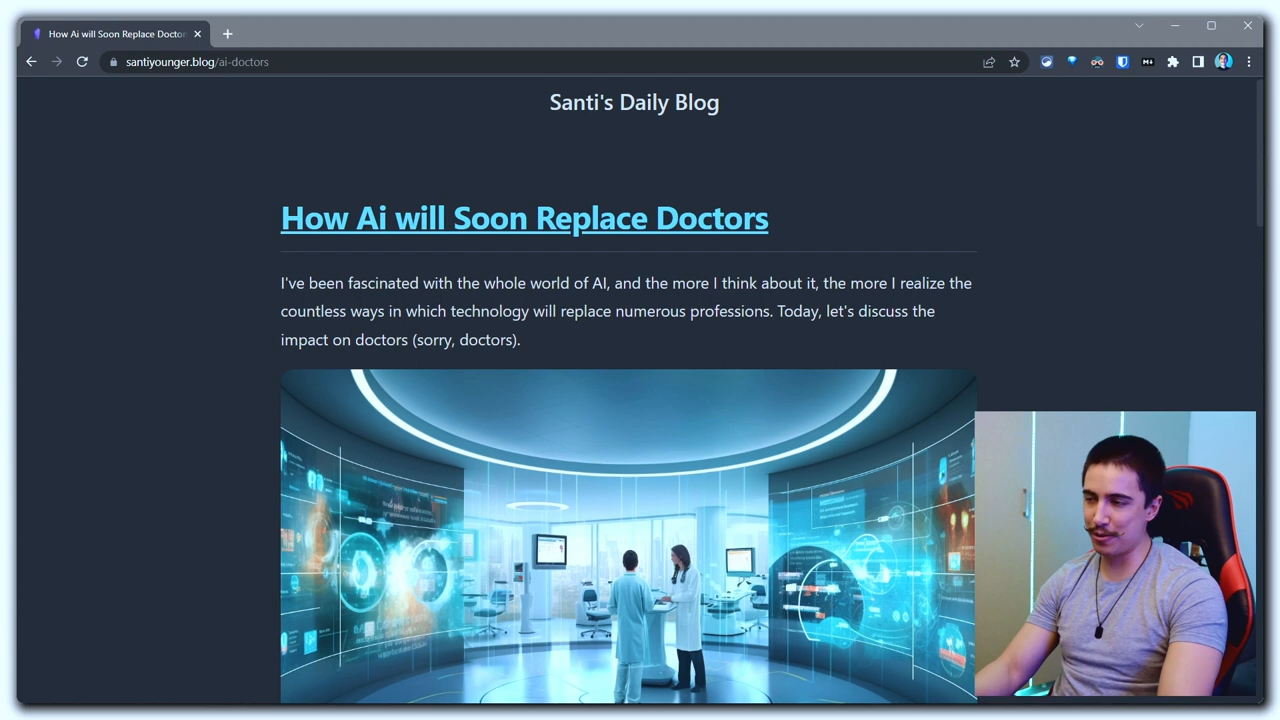 How Ai will Soon Replace Doctor
santiyounger.blog/ai-doctors
M↓
Santi's Daily Blog
How Ai will Soon Replace Doctors
I've been fascinated with the whole world of AI, and the more I think about it, the more I realize the
countless ways in which technology will replace numerous professions. Today, let's discuss the
impact on doctors (sorry, doctors).